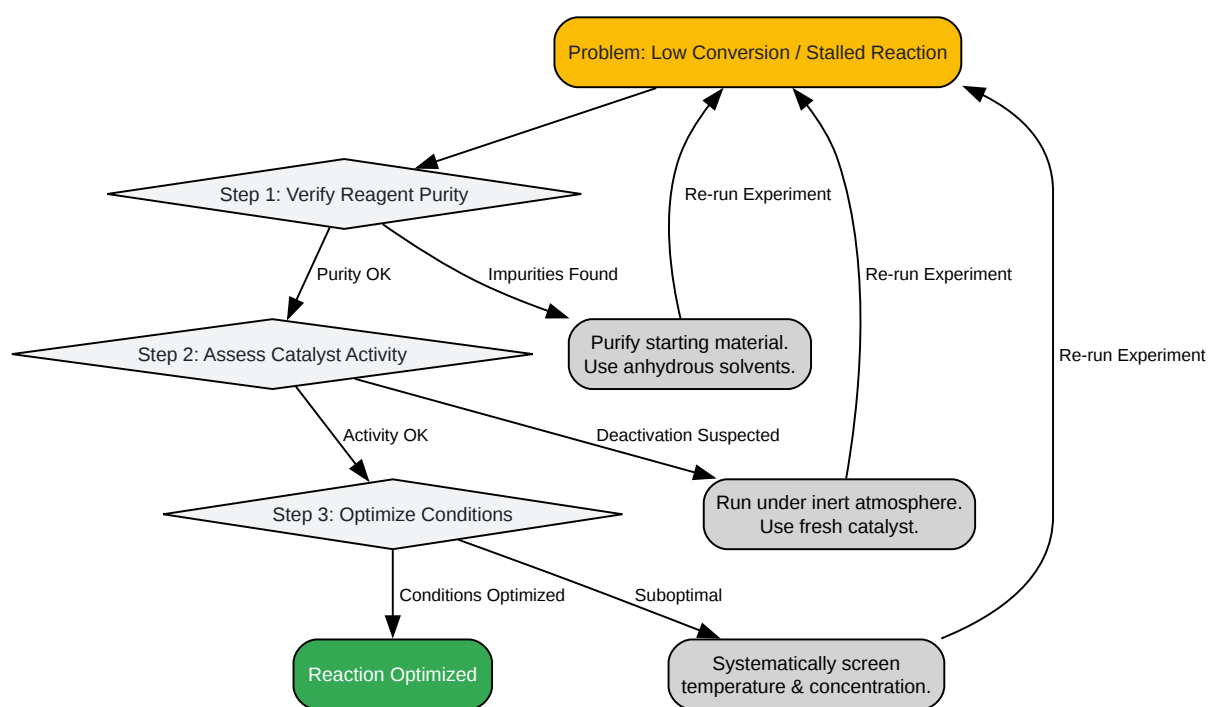 Problem: Low Conversion / Stalled Reaction
Step 1: Verify Reagent Purity
Re-run Experiment
Purity OK
Impurities Found
Re-run Experiment
Purify starting material.
Use anhydrous solvents.
Step 2: Assess Catalyst Activity
Re-run Experiment
Activity OK
Deactivation Suspected
Run under inert atmosphere.
Use fresh catalyst.
Step 3: Optimize Conditions
Conditions Optimized
Suboptimal
Reaction Optimized
Systematically screen
temperature & concentration.